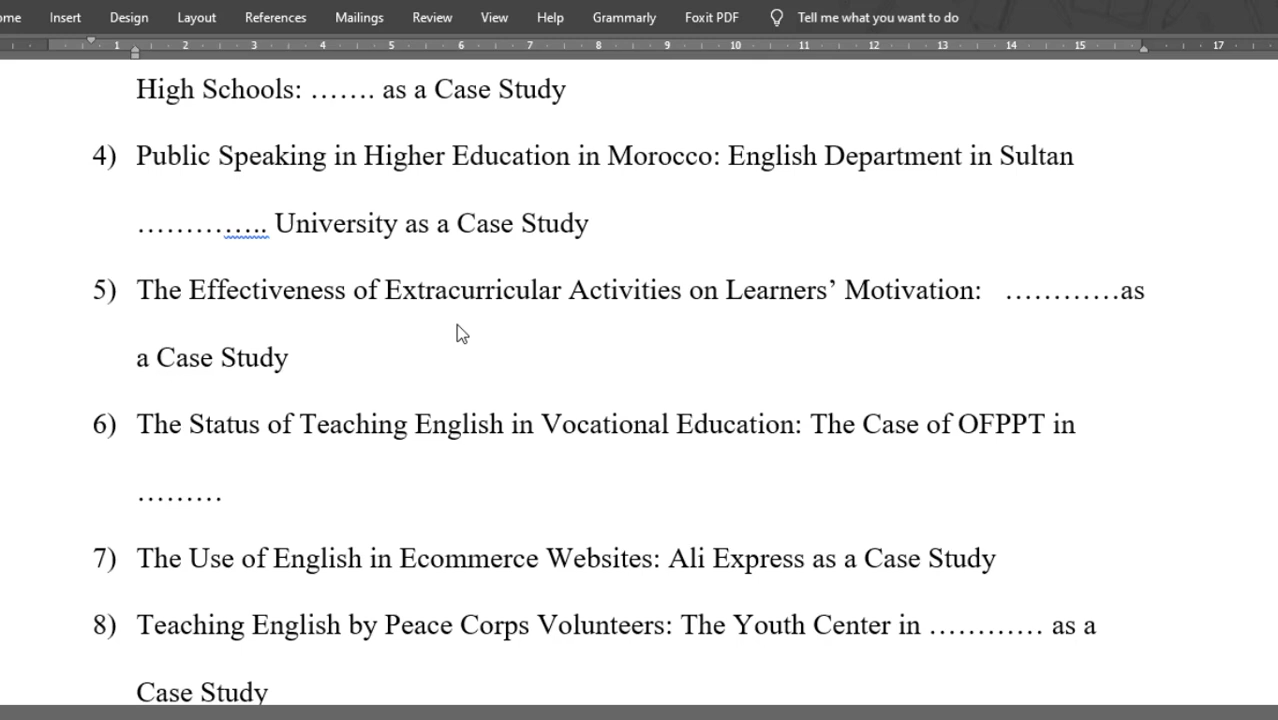 ome Insert Design Layout References Mailings Review View Help Grammarly Foxit PDF Tell me what you want to do
1 2 3 4 5 6 7 8 9 10 11 12 13 14 15 17
High Schools: ……. as a Case Study
4) Public Speaking in Higher Education in Morocco: English Department in Sultan
………….. University as a Case Study
5) The Effectiveness of Extracurricular Activities on Learners’ Motivation: …………as
a Case Study
6) The Status of Teaching English in Vocational Education: The Case of OFPPT in
………
7) The Use of English in Ecommerce Websites: Ali Express as a Case Study
8) Teaching English by Peace Corps Volunteers: The Youth Center in ………… as a
Case Study